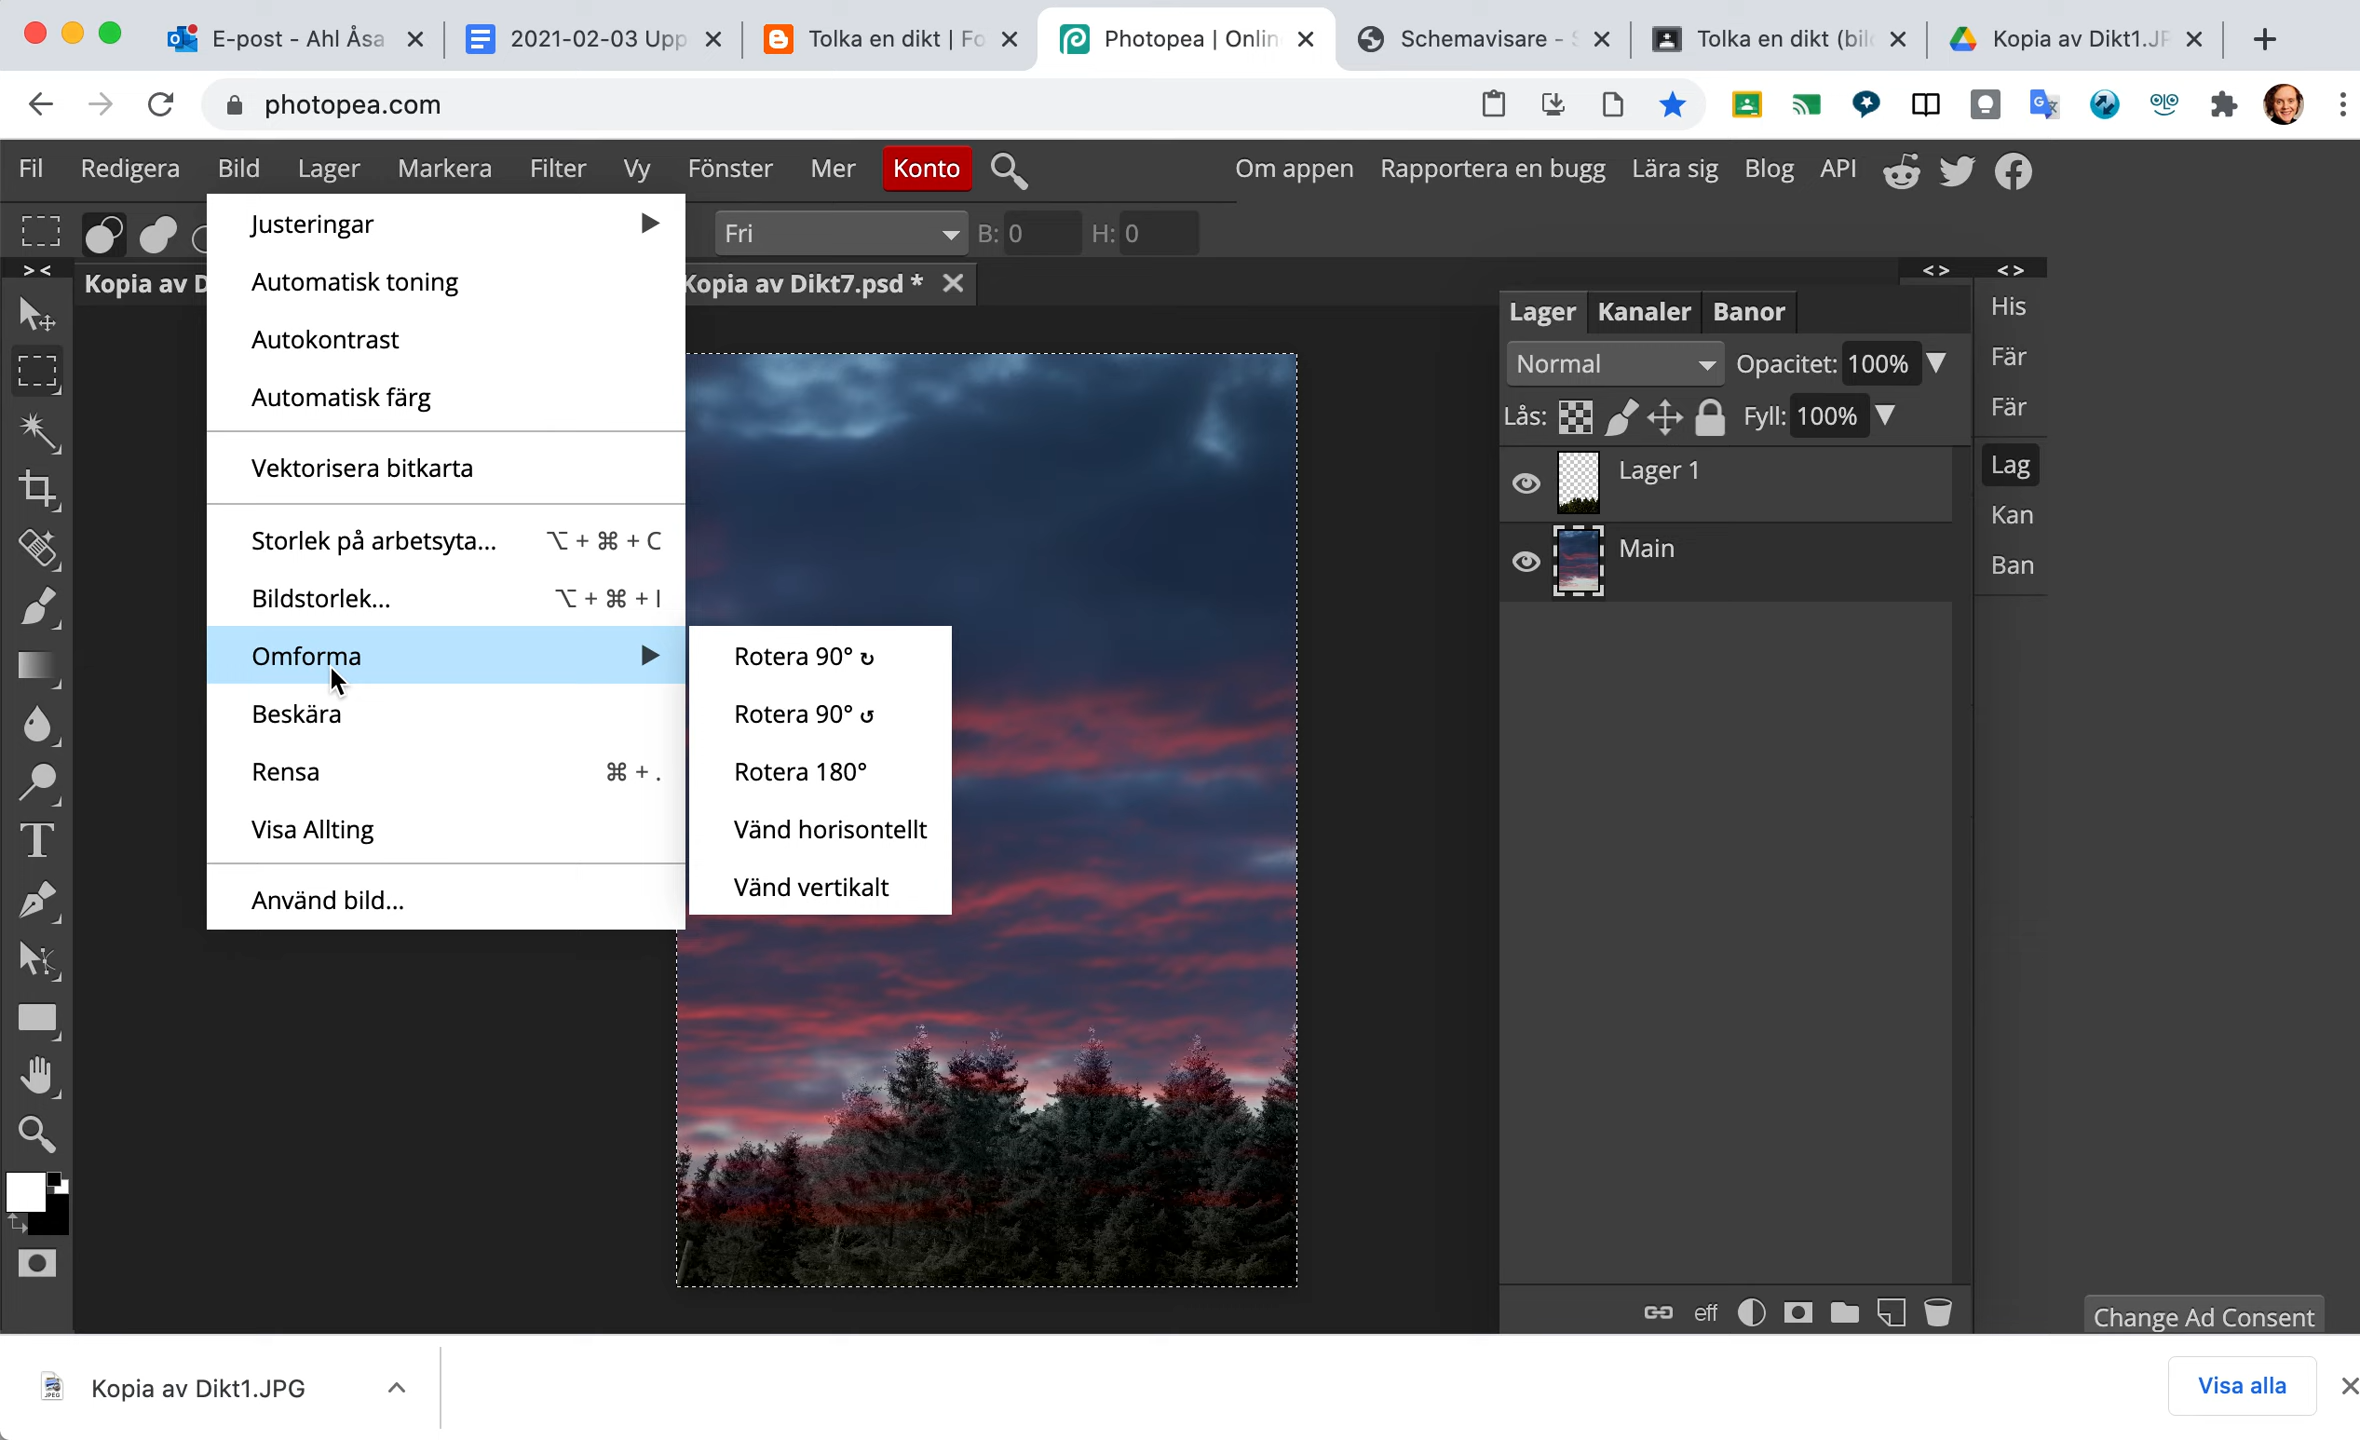 E-post - Ahl Åsa
2021-02-03 Upp
Tolka en dikt | Fo
Photopea | Onlin
Schemavisare - S
Tolka en dikt (bil
Kopia av Dikt1.JP
photopea.com
Fil Redigera Bild Lager Markera Filter Vy Fönster Mer Konto
Om appen Rapportera en bugg Lära sig Blog API
Fri B: 0 H: 0
Kopia av D
Kopia av Dikt7.psd *
Justeringar
Automatisk toning
Autokontrast
Automatisk färg
Vektorisera bitkarta
Storlek på arbetsyta... ⌥ + ⌘ + C
Bildstorlek... ⌥ + ⌘ + I
Omforma
Beskära
Rensa ⌘ + .
Visa Allting
Använd bild...
Rotera 90° ↻
Rotera 90° ↺
Rotera 180°
Vänd horisontellt
Vänd vertikalt
Lager Kanaler Banor
Normal Opacitet: 100%
Lås: Fyll: 100%
Lager 1
Main
His
Fär
Fär
Lag
Kan
Ban
eff
Change Ad Consent
Kopia av Dikt1.JPG
Visa alla